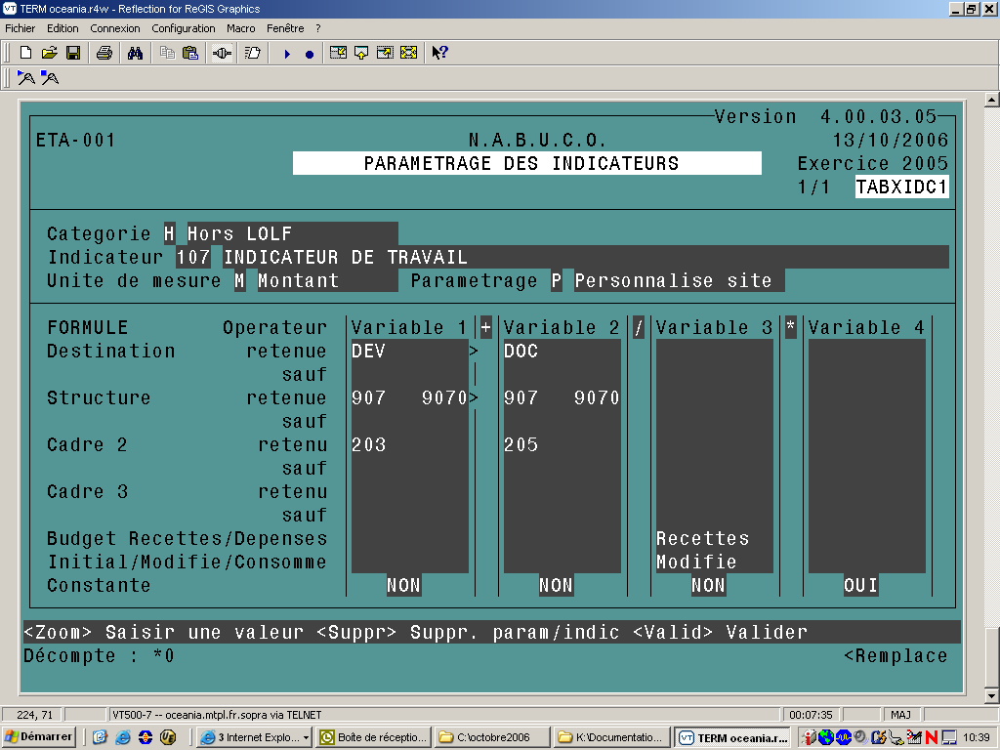 TERM oceania.r4w - Reflection for ReGIS Graphics
Fichier Edition Connexion Configuration Macro Fenêtre ?
Version 4.00.03.05
ETA-001 N.A.B.U.C.O. 13/10/2006
PARAMETRAGE DES INDICATEURS Exercice 2005
1/1 TABXIDC1
Categorie H Hors LOLF
Indicateur 107 INDICATEUR DE TRAVAIL
Unite de mesure M Montant Parametrage P Personnalise site
FORMULE Operateur Variable 1 + Variable 2 / Variable 3 * Variable 4
Destination retenue DEV > DOC
sauf
Structure retenue 907 9070> 907 9070
sauf
Cadre 2 retenu 203 205
sauf
Cadre 3 retenu
sauf
Budget Recettes/Depenses Recettes
Initial/Modifie/Consomme Modifie
Constante NON NON NON OUI
<Zoom> Saisir une valeur <Suppr> Suppr. param/indic <Valid> Valider
Décompte : *0 <Remplace
224, 71 VT500-7 -- oceania.mtpl.fr.sopra via TELNET 00:07:35 MAJ
Démarrer 3 Internet Explo... Boîte de réceptio... C:\octobre2006 K:\Documentatio... TERM oceania.r... 10:39